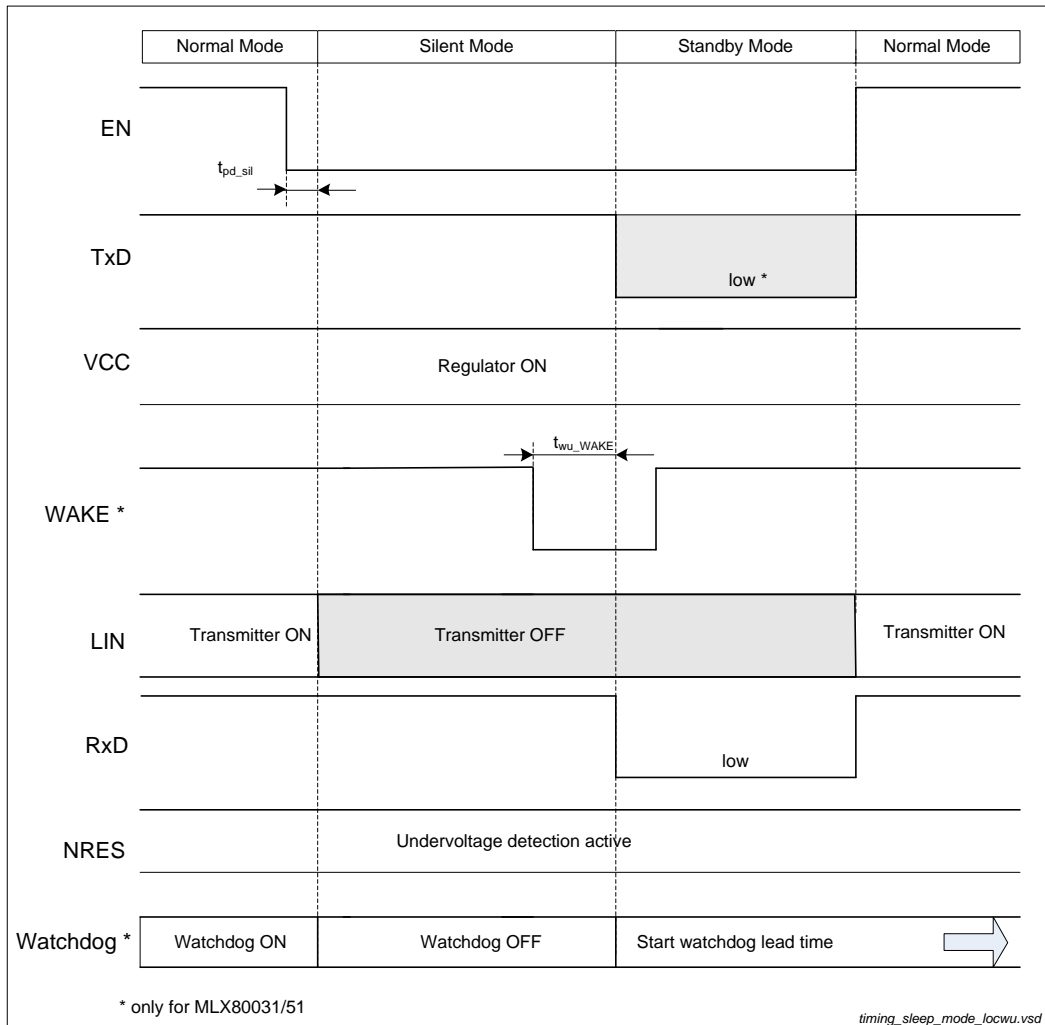 Normal Mode Silent Mode Standby Mode Normal Mode
EN
tpd_sil
TxD
low *
VCC
Regulator ON
twu_WAKE
WAKE *
LIN
Transmitter ON Transmitter OFF Transmitter ON
RxD
low
NRES
Undervoltage detection active
Watchdog * Watchdog ON Watchdog OFF Start watchdog lead time
* only for MLX80031/51
timing_sleep_mode_locwu.vsd